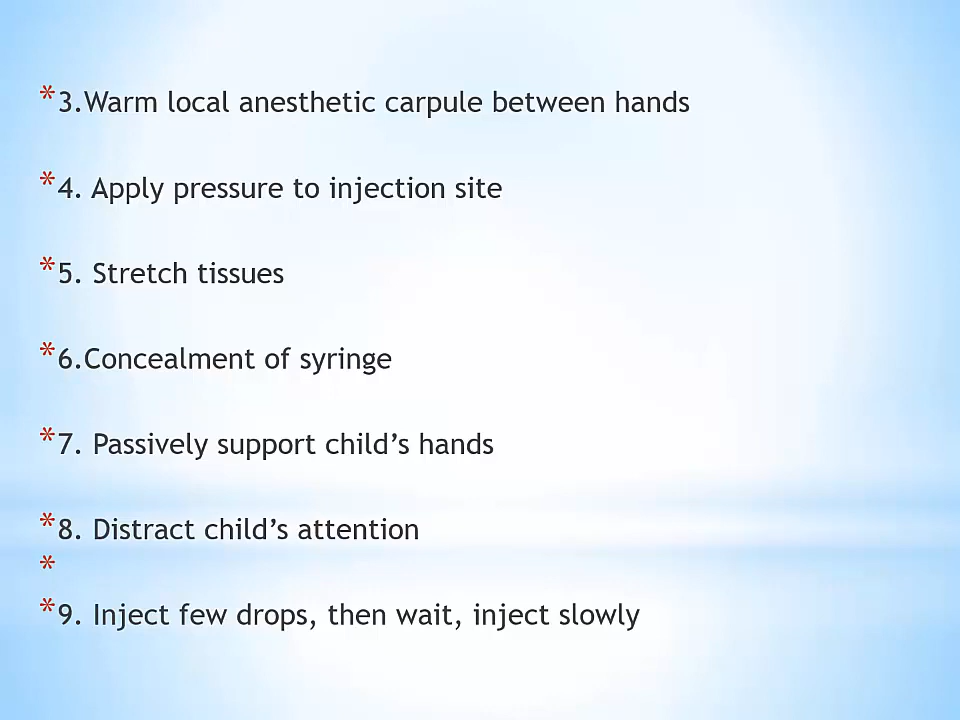 *3.Warm local anesthetic carpule between hands
*4. Apply pressure to injection site
*5. Stretch tissues
*6.Concealment of syringe
*7. Passively support child’s hands
*8. Distract child’s attention
*
*9. Inject few drops, then wait, inject slowly